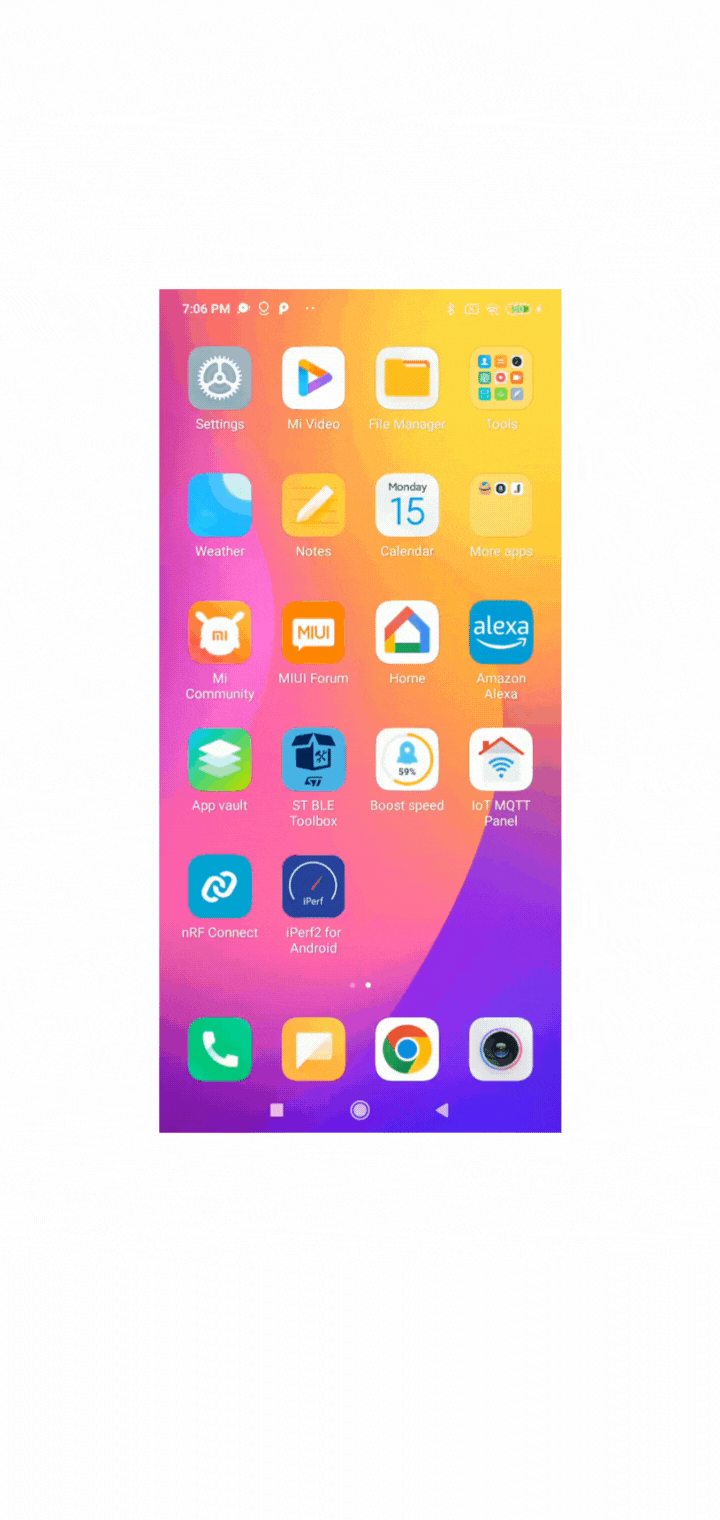 7:06 PM
Settings
Mi Video
File Manager
Tools
Weather
Notes
Monday
15
Calendar
More apps
mi
Mi
Community
MIUI
MIUI Forum
Home
alexa
Amazon
Alexa
App vault
ST BLE
Toolbox
59%
Boost speed
IoT MQTT
Panel
nRF Connect
iPerf
iPerf2 for
Android